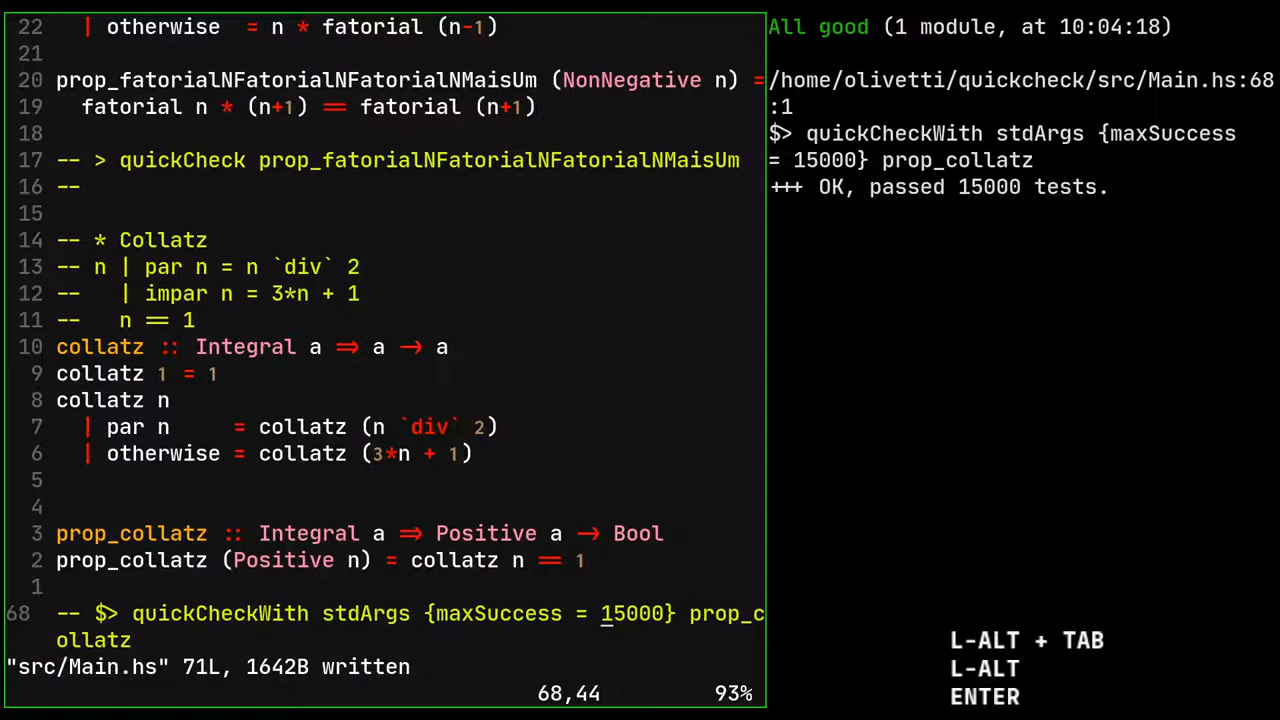 22   | otherwise  = n * fatorial (n-1)
21
20 prop_fatorialNFatorialNFatorialNMaisUm (NonNegative n) =
19   fatorial n * (n+1) == fatorial (n+1)
18
17 -- > quickCheck prop_fatorialNFatorialNFatorialNMaisUm
16 --
15
14 -- * Collatz
13 -- n | par n = n `div` 2
12 --   | impar n = 3*n + 1
11 --   n == 1
10 collatz :: Integral a => a -> a
9 collatz 1 = 1
8 collatz n
7   | par n     = collatz (n `div` 2)
6   | otherwise = collatz (3*n + 1)
5
4
3 prop_collatz :: Integral a => Positive a -> Bool
2 prop_collatz (Positive n) = collatz n == 1
1
68 -- $> quickCheckWith stdArgs {maxSuccess = 15000} prop_c
ollatz
"src/Main.hs" 71L, 1642B written
68,44 93%
All good (1 module, at 10:04:18)
/home/olivetti/quickcheck/src/Main.hs:68
:1
$> quickCheckWith stdArgs {maxSuccess
= 15000} prop_collatz
+++ OK, passed 15000 tests.
L-ALT + TAB
L-ALT
ENTER